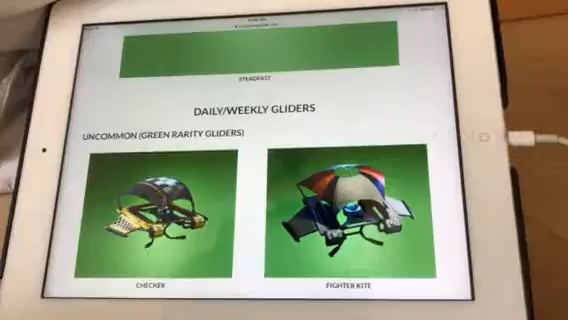 STEADFAST
DAILY/WEEKLY GLIDERS
UNCOMMON (GREEN RARITY GLIDERS)
CHECKER
FIGHTER KITE